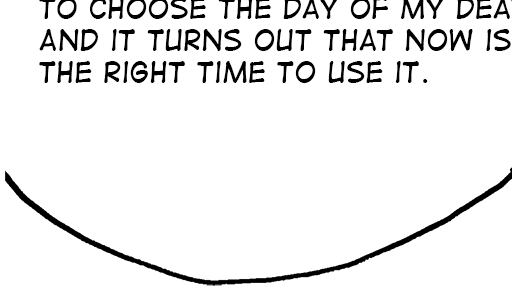 TO CHOOSE THE DAY OF MY
AND IT TURNS OUT THAT NOW IS
THE RIGHT TIME TO USE IT.